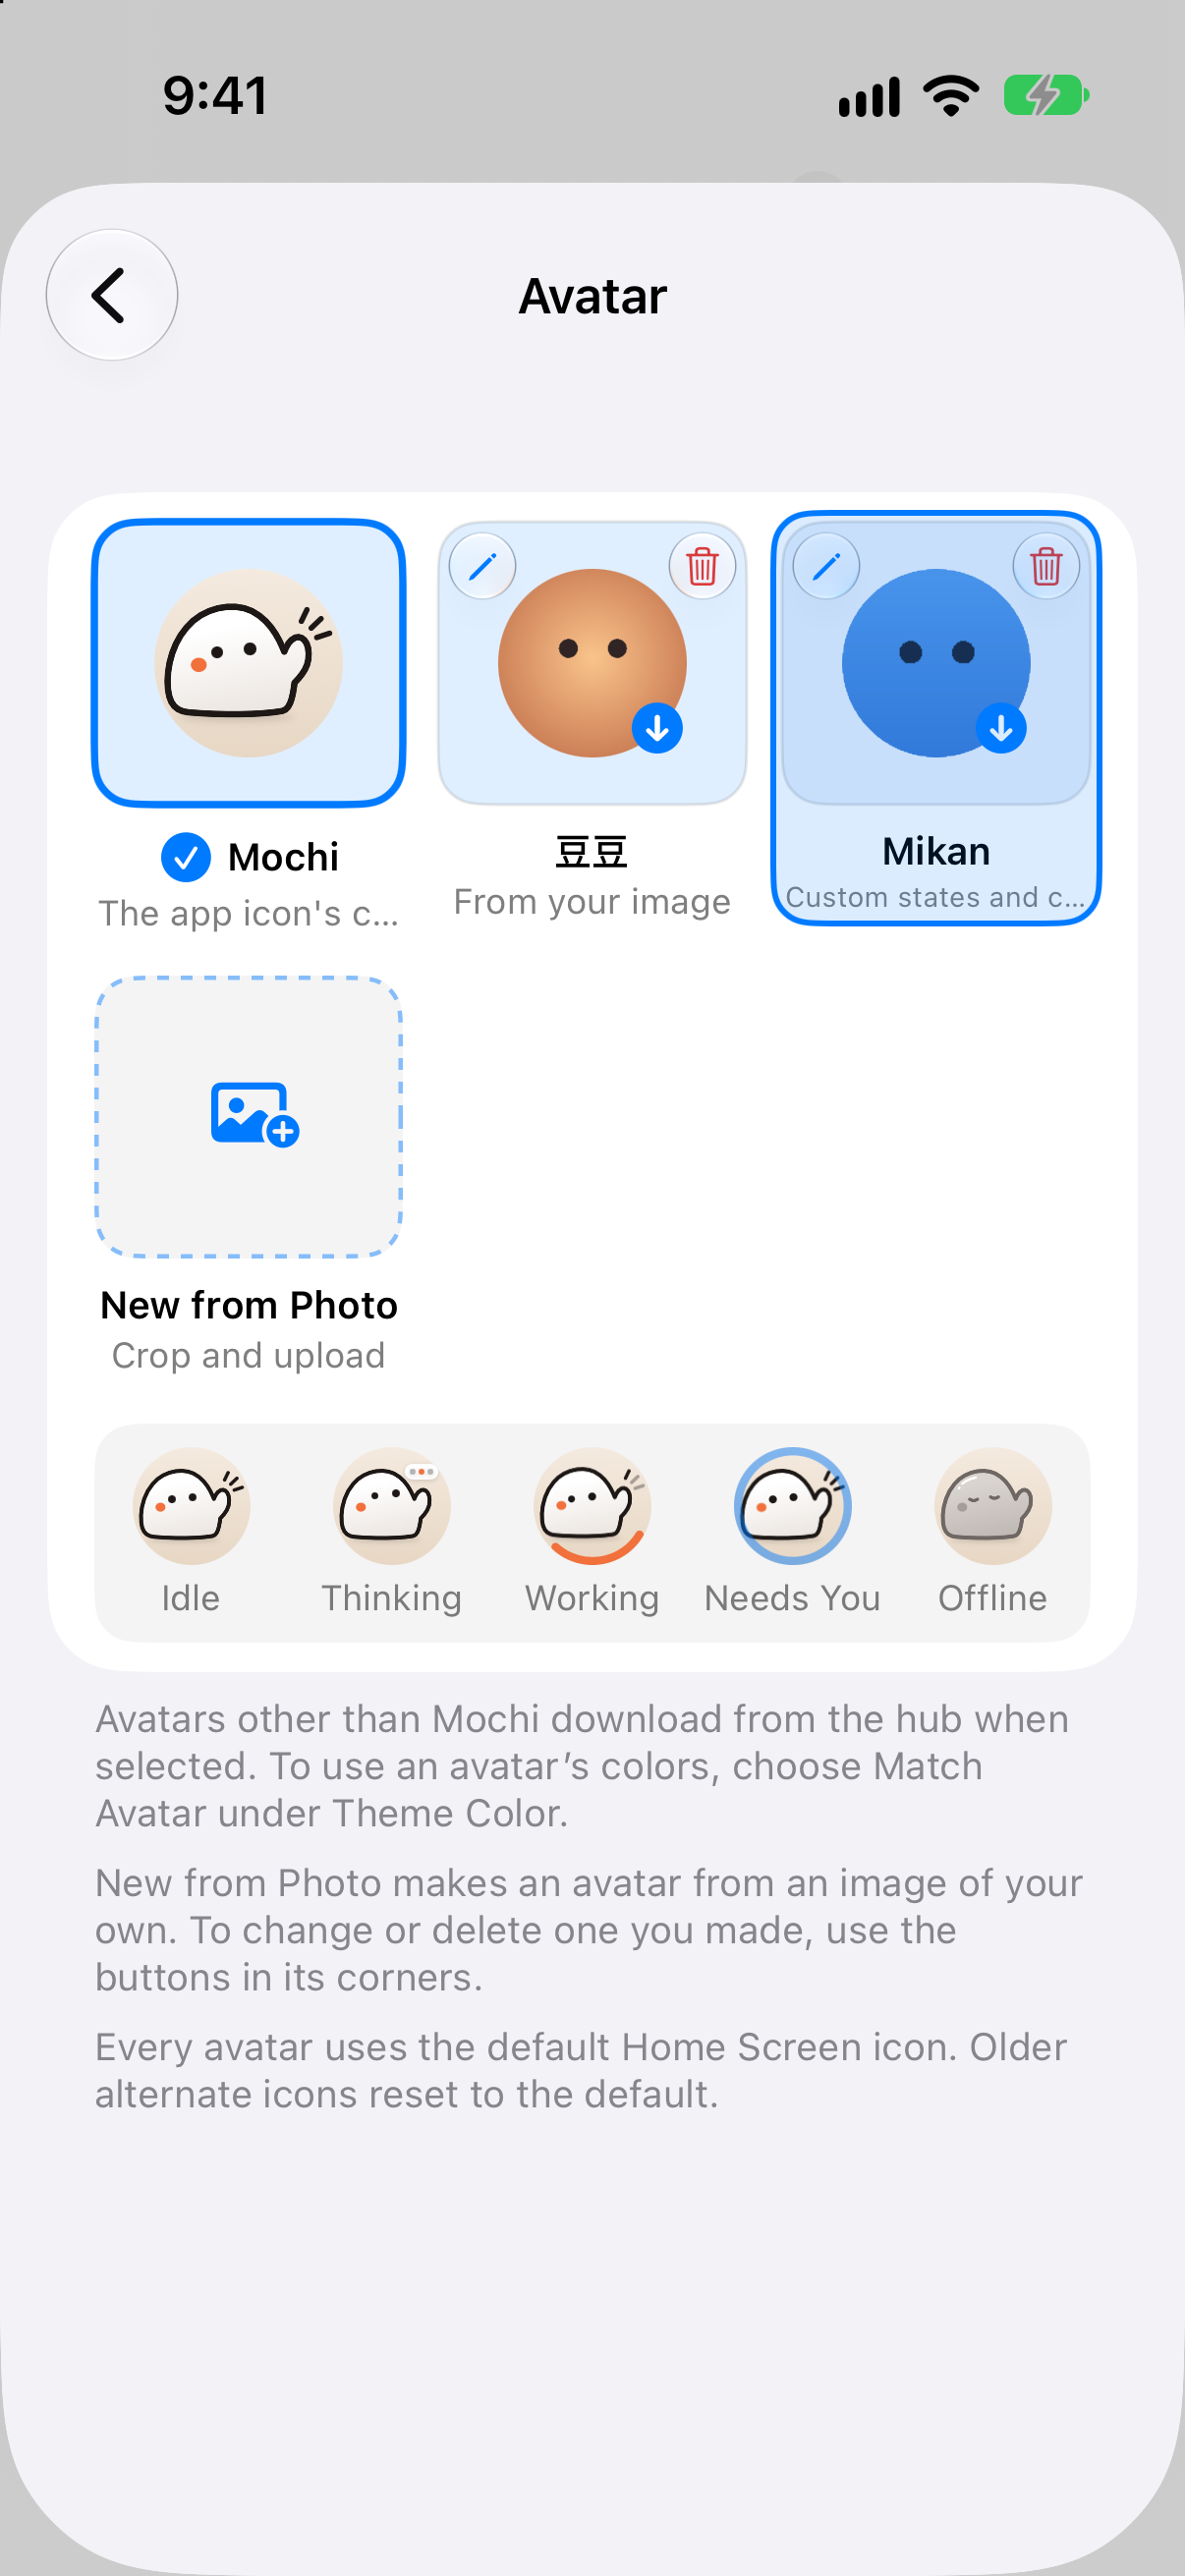 9:41
Avatar
Mochi
The app icon's c...
豆豆
From your image
Mikan
Custom states and c...
New from Photo
Crop and upload
Idle
Thinking
Working
Needs You
Offline
Avatars other than Mochi download from the hub when
selected. To use an avatar’s colors, choose Match
Avatar under Theme Color.
New from Photo makes an avatar from an image of your
own. To change or delete one you made, use the
buttons in its corners.
Every avatar uses the default Home Screen icon. Older
alternate icons reset to the default.